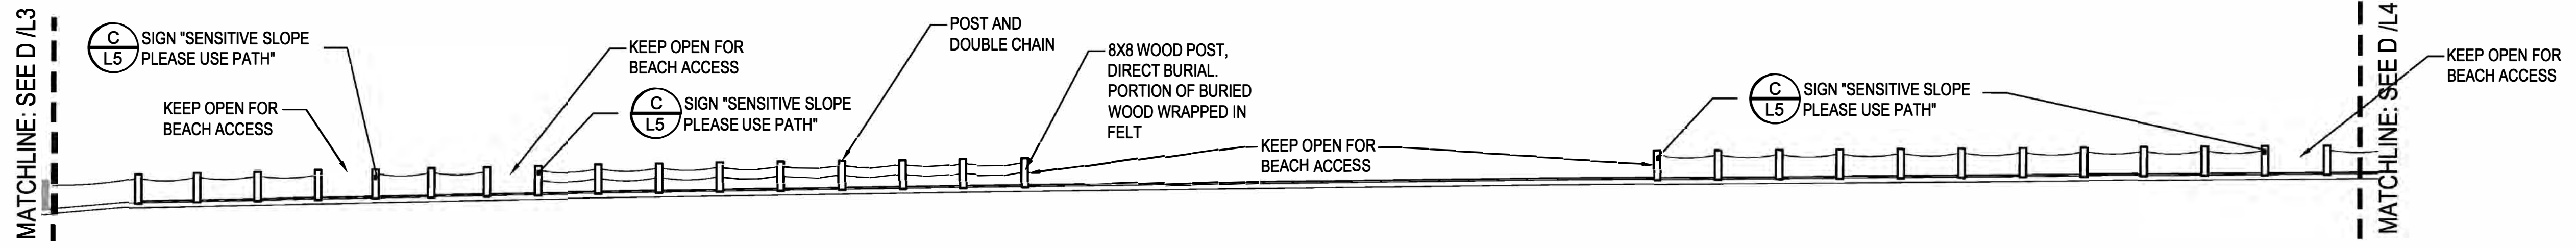 MATCHLINE: SEE D /L3
C
L5
SIGN "SENSITIVE SLOPE
PLEASE USE PATH"
KEEP OPEN FOR
BEACH ACCESS
KEEP OPEN FOR
BEACH ACCESS
C
L5
SIGN "SENSITIVE SLOPE
PLEASE USE PATH"
POST AND
DOUBLE CHAIN
8X8 WOOD POST,
DIRECT BURIAL.
PORTION OF BURIED
WOOD WRAPPED IN
FELT
KEEP OPEN FOR
BEACH ACCESS
C
L5
SIGN "SENSITIVE SLOPE
PLEASE USE PATH"
MATCHLINE: SEE D /L4
KEEP OPEN FOR
BEACH ACCESS